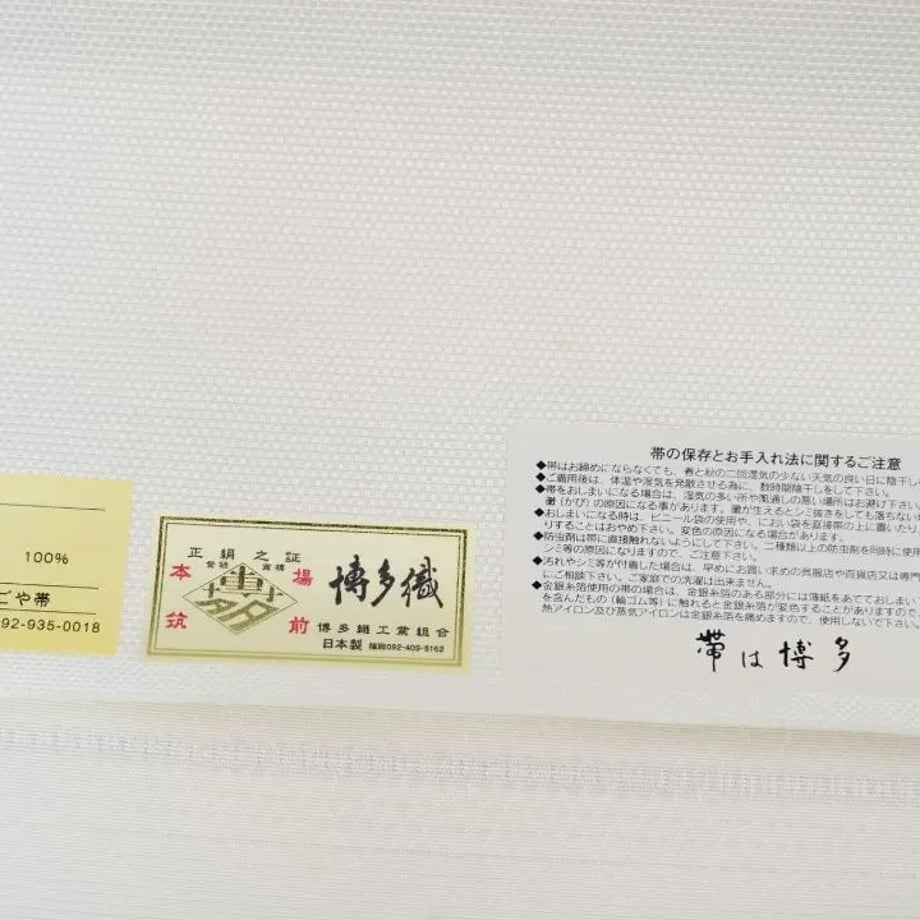 100%
ごや帯
92-935-0018
正絹之証
登録 商標
本場
筑前
博多織
博多織工業組合
日本製 福岡092-409-5162
帯の保存とお手入れ法に関するご注意
◆帯はお締めにならなくても、春と秋の二回湿気の少ない天気の良い日に陰干し
◆ご着用後は、体温や湿気を発散させる為に、数時間陰干しをして下さい。
◆帯をおしまいになる場合は、湿気の多い所や風通しの悪い場所はお避け下さい
黴(かび)の原因になる事があります。黴が生えるとシミ抜きをしても落ちない
◆おしまいになる時は、ビニール袋の使用や、におい袋を直接帯の上に置いたり
りすることはおやめ下さい。変色の原因になる場合があります。
◆防虫剤は帯に直接触れないようにして下さい。二種類以上の防虫剤を同時に使用
シミ等の原因になりますので、ご注意下さい。
◆汚れやシミ等が付着した場合は、早めにお買い求めの呉服店や百貨店又は専門
にご相談下さい。ご家庭での洗濯は出来ません。
◆金銀糸箔使用の帯の場合は、金銀糸箔のある部分には薄紙をあてておしまい
を含んだもの(輪ゴム等)に触れると金銀糸箔が変色することがありますので
熱アイロン及び蒸気アイロンは金銀糸箔を痛めますので、使用しないで下さい。
帯は博多